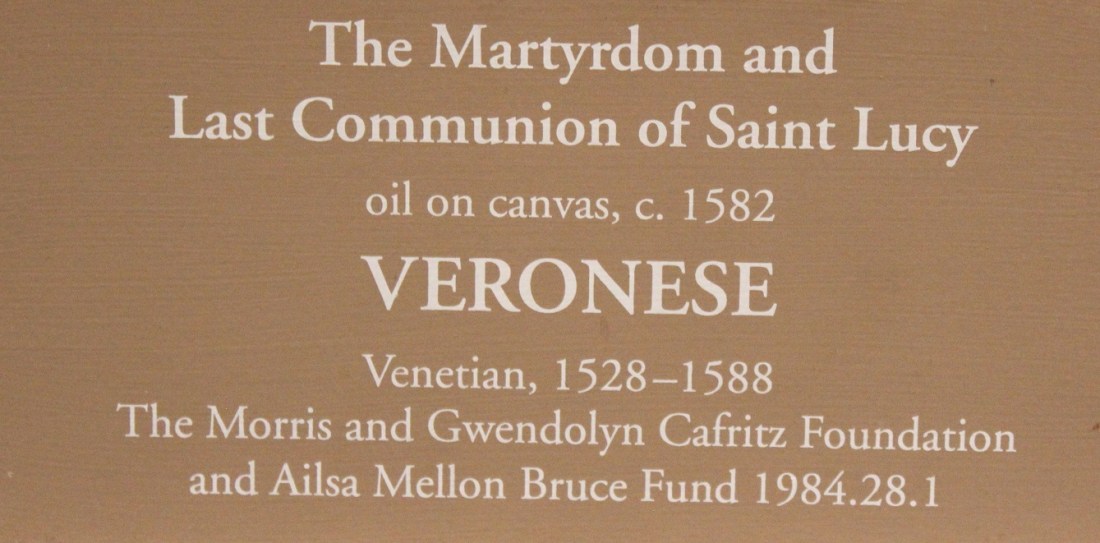 The Martyrdom and
Last Communion of Saint Lucy
oil on canvas, c. 1582
VERONESE
Venetian, 1528–1588
The Morris and Gwendolyn Cafritz Foundation
and Ailsa Mellon Bruce Fund 1984.28.1